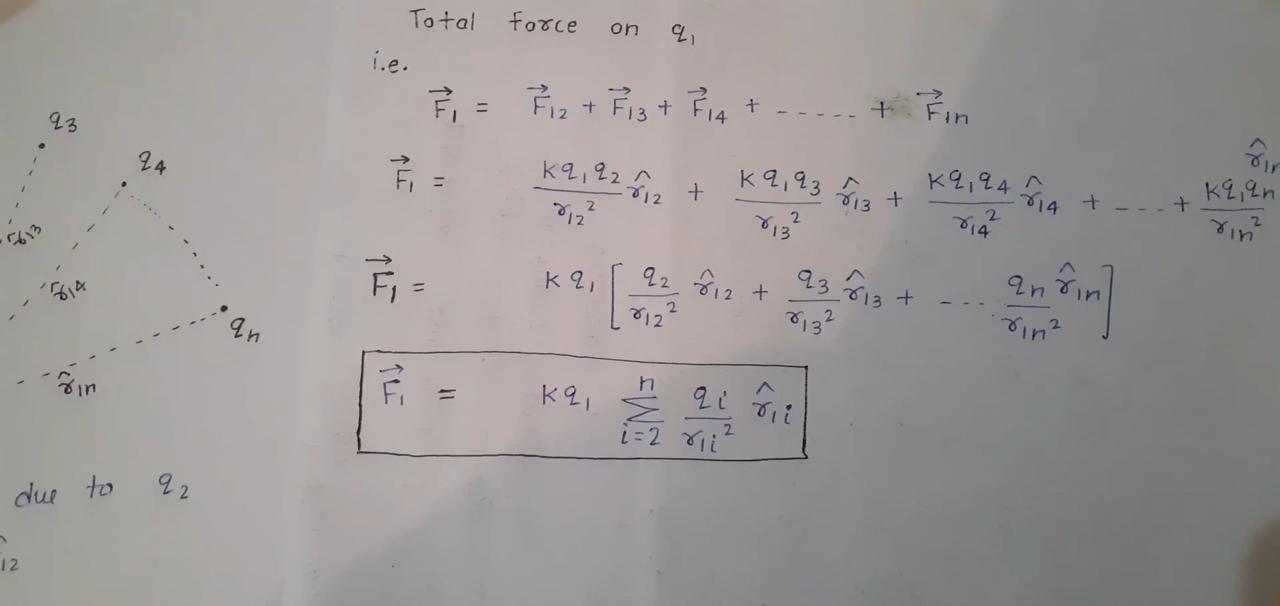 Total force on q₁
i.e.
F⃗₁ = F⃗₁₂ + F⃗₁₃ + F⃗₁₄ + ----- + F⃗₁ₙ
F⃗₁ = kq₁q₂/r₁₂² r̂₁₂ + kq₁q₃/r₁₃² r̂₁₃ + kq₁q₄/r₁₄² r̂₁₄ + ---- + kq₁qₙ/r₁ₙ² r̂₁ₙ
F⃗₁ = kq₁ [ q₂/r₁₂² r̂₁₂ + q₃/r₁₃² r̂₁₃ + ---- qₙ/r₁ₙ² r̂₁ₙ ]
F⃗₁ = kq₁ Σⁿᵢ₌₂ qᵢ/r₁ᵢ² r̂₁ᵢ
q₃
q₄
qₙ
r̂₁ₙ
due to q₂
12